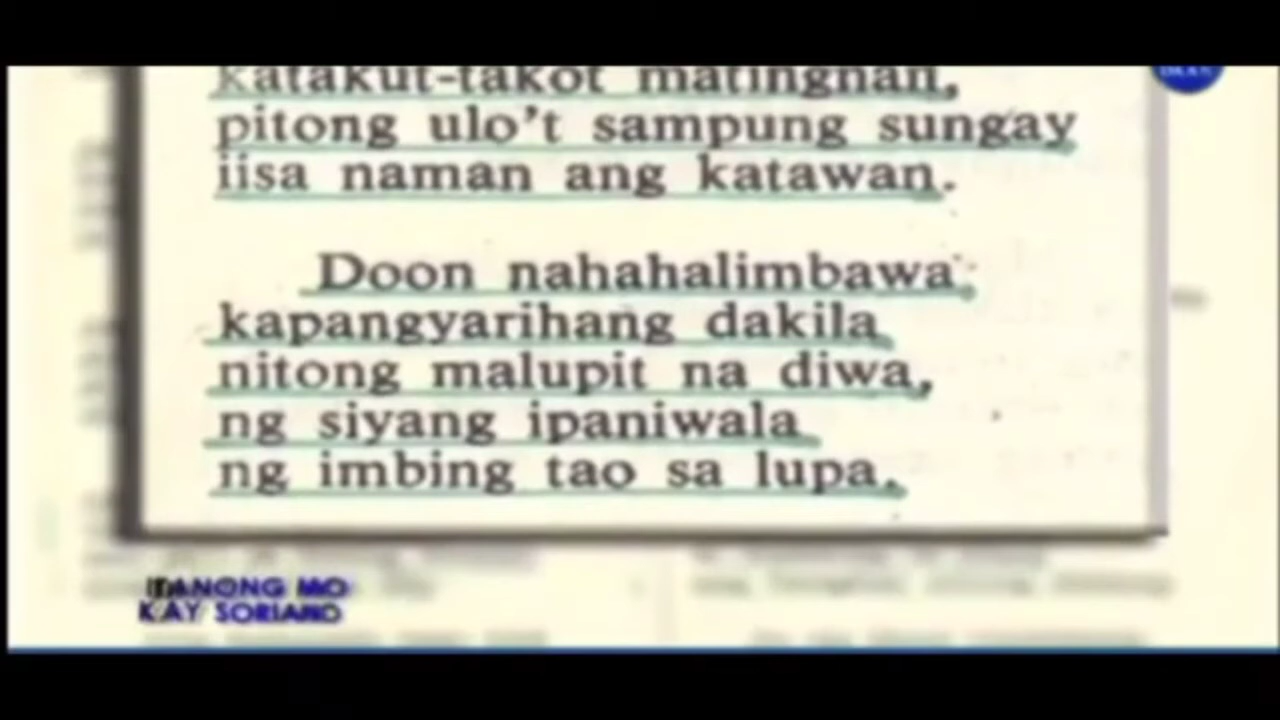 katakut-takot matingnan,
pitong ulo't sampung sungay
iisa naman ang katawan.
Doon nahahalimbawa
kapangyarihang dakila
nitong malupit na diwa,
ng siyang ipaniwala
ng imbing tao sa lupa.
ITANONG MO
KAY SORIANO